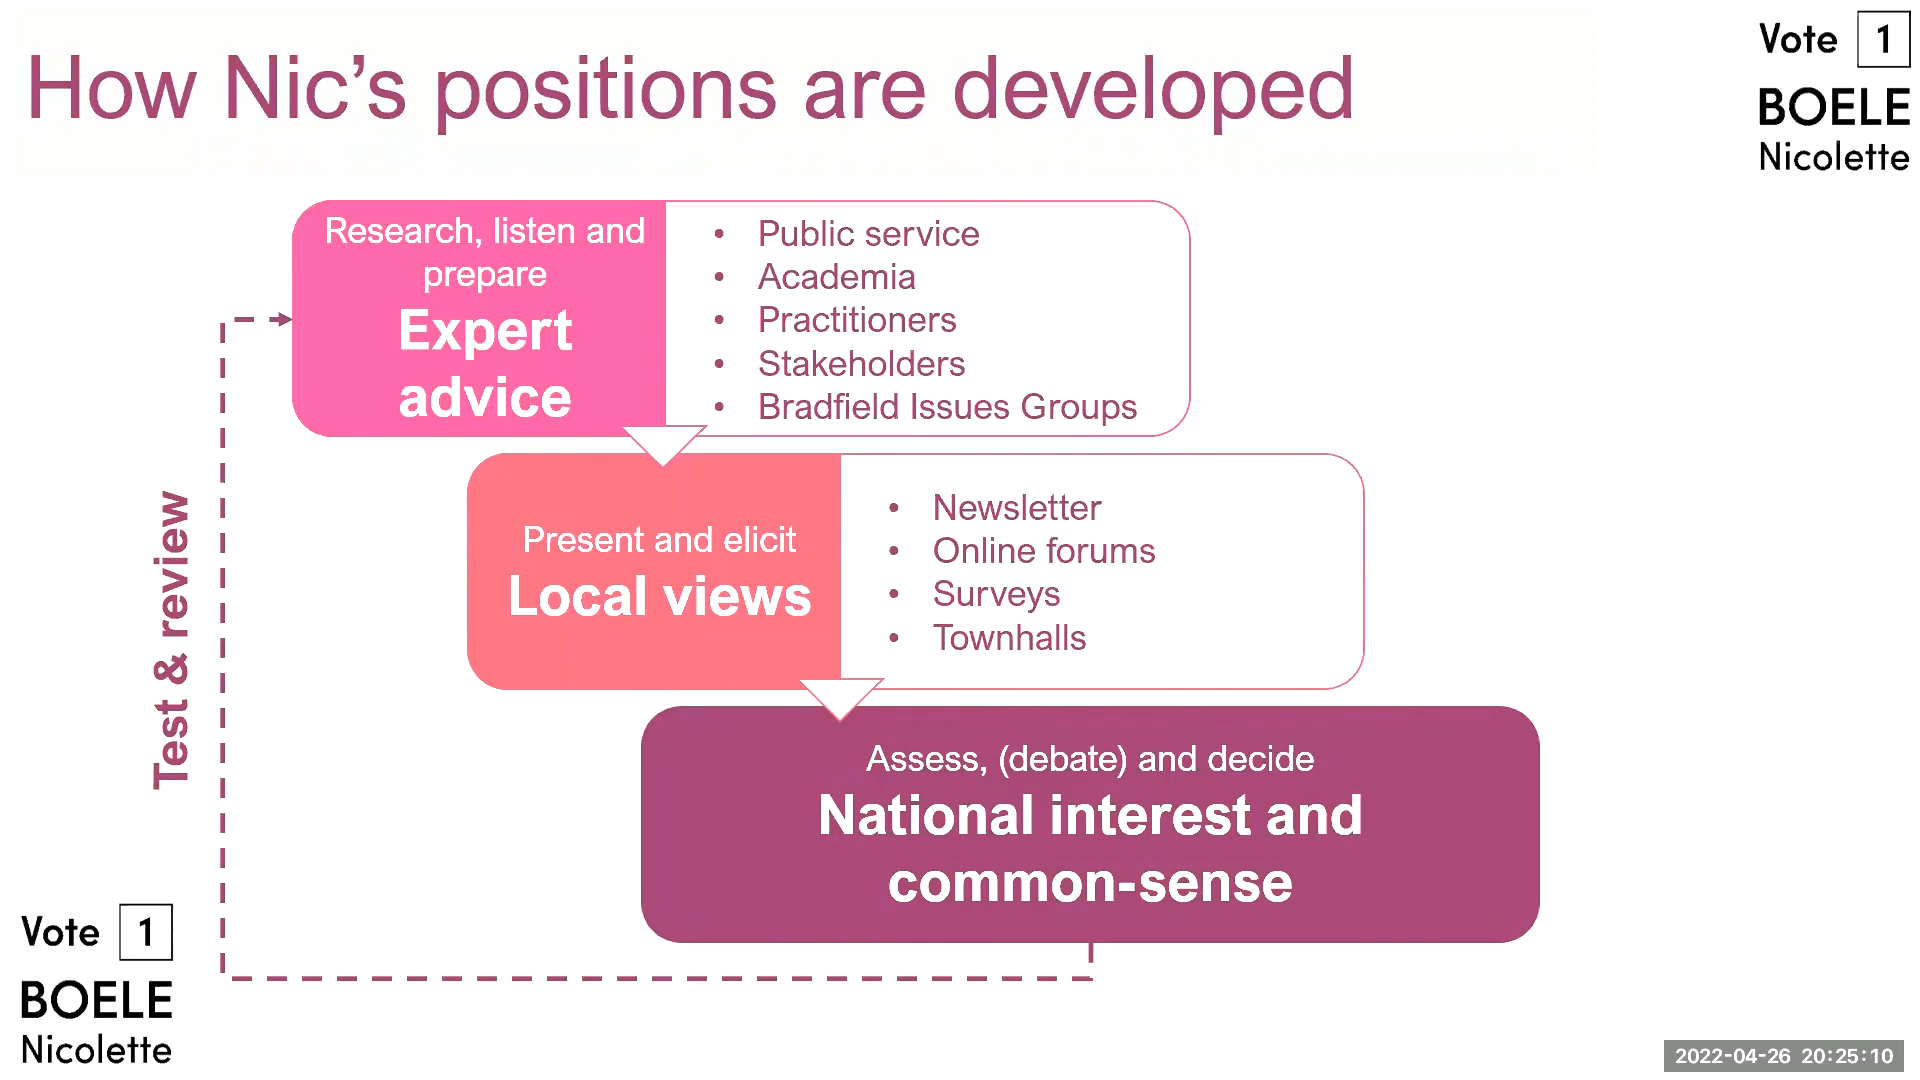 How Nic’s positions are developed
Vote 1
BOELE
Nicolette
Research, listen and
prepare
Expert
advice
• Public service
• Academia
• Practitioners
• Stakeholders
• Bradfield Issues Groups
Present and elicit
Local views
• Newsletter
• Online forums
• Surveys
• Townhalls
Assess, (debate) and decide
National interest and
common-sense
Test & review
Vote 1
BOELE
Nicolette
2022-04-26 20:25:10